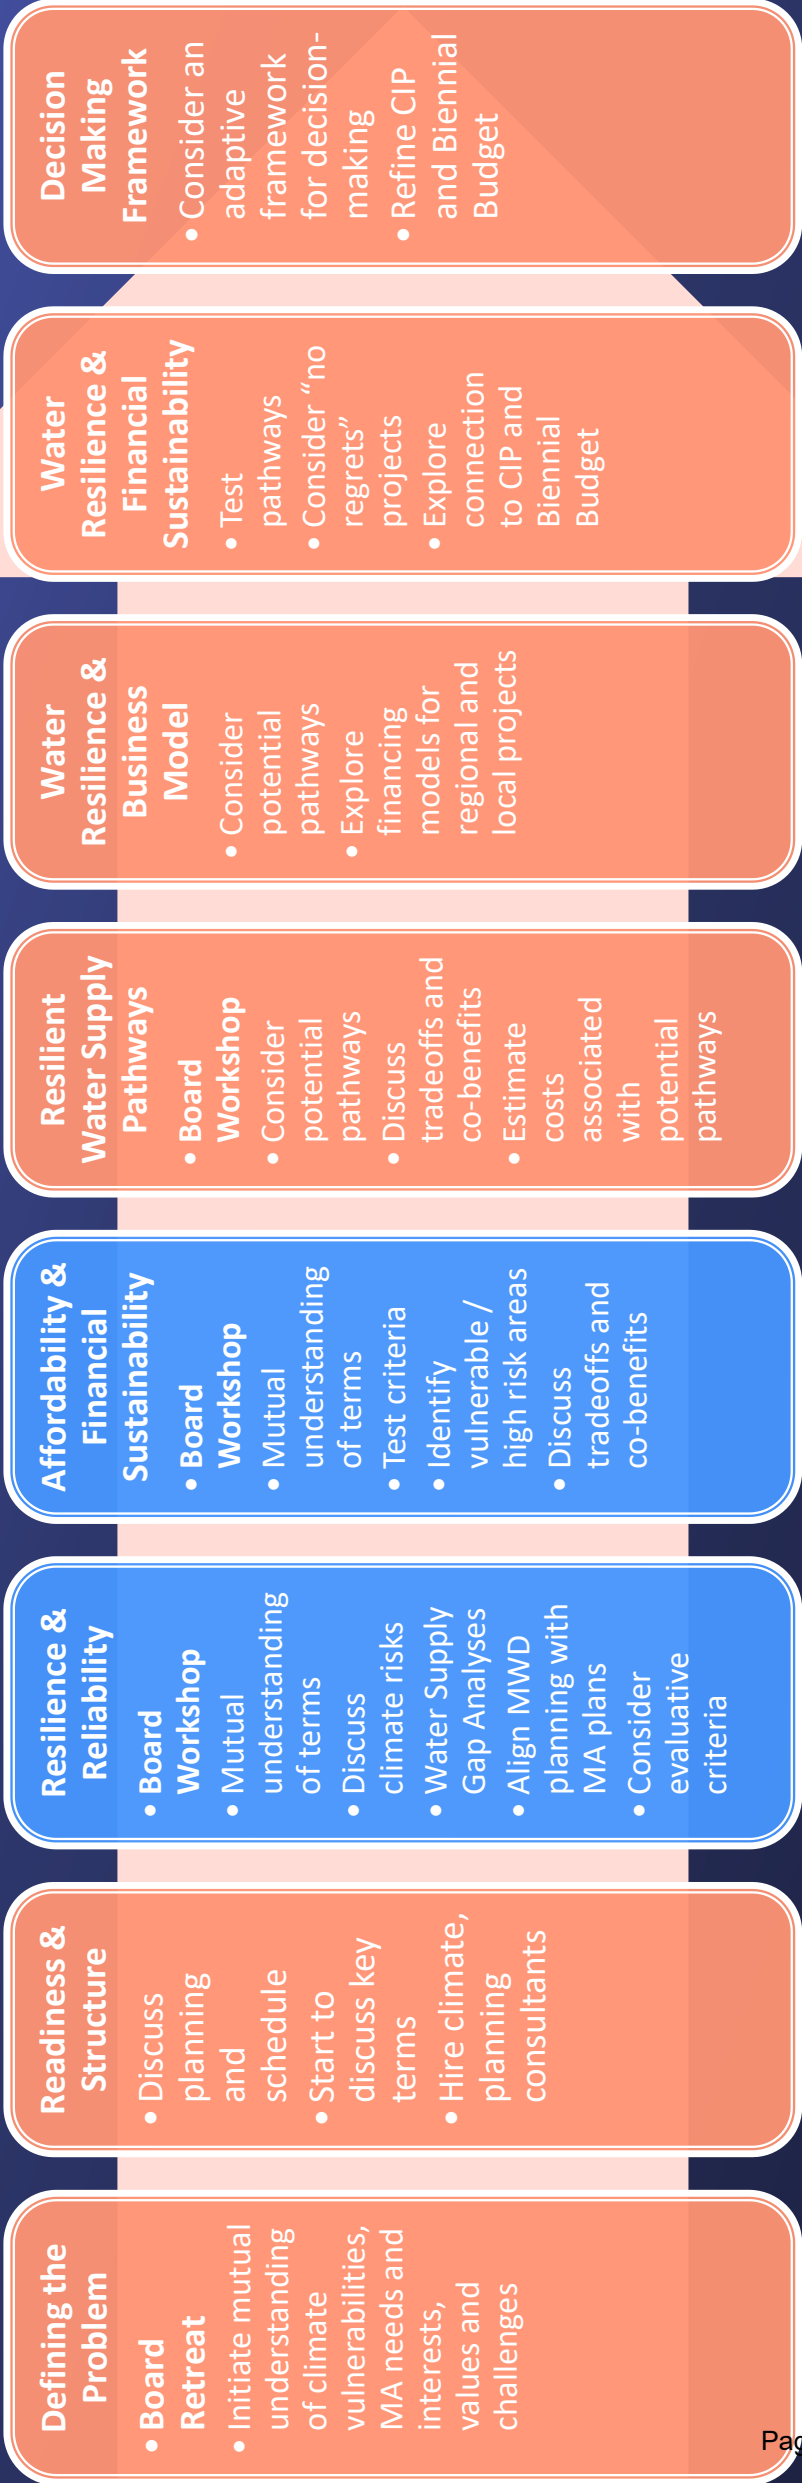 Defining the
Problem
• Board
Retreat
• Initiate mutual
understanding
of climate
vulnerabilities,
MA needs and
interests,
values and
challenges
Readiness &
Structure
• Discuss
planning
and
schedule
• Start to
discuss key
terms
• Hire climate,
planning
consultants
Resilience &
Reliability
• Board
Workshop
• Mutual
understanding
of terms
• Discuss
climate risks
• Water Supply
Gap Analyses
• Align MWD
planning with
MA plans
• Consider
evaluative
criteria
Affordability &
Financial
Sustainability
• Board
Workshop
• Mutual
understanding
of terms
• Test criteria
• Identify
vulnerable /
high risk areas
• Discuss
tradeoffs and
co-benefits
Resilient
Water Supply
Pathways
• Board
Workshop
• Consider
potential
pathways
• Discuss
tradeoffs and
co-benefits
• Estimate
costs
associated
with
potential
pathways
Water
Resilience &
Business
Model
• Consider
potential
pathways
• Explore
financing
models for
regional and
local projects
Water
Resilience &
Financial
Sustainability
• Test
pathways
• Consider “no
regrets”
projects
• Explore
connection
to CIP and
Biennial
Budget
Decision
Making
Framework
• Consider an
adaptive
framework
for decision-
making
• Refine CIP
and Biennial
Budget